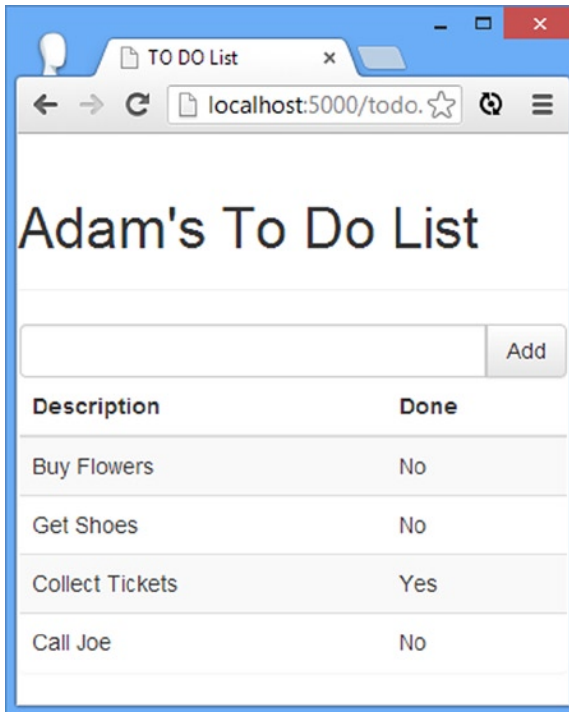 TO DO List
localhost:5000/todo.
Adam's To Do List
Add
Description Done
Buy Flowers No
Get Shoes No
Collect Tickets Yes
Call Joe No